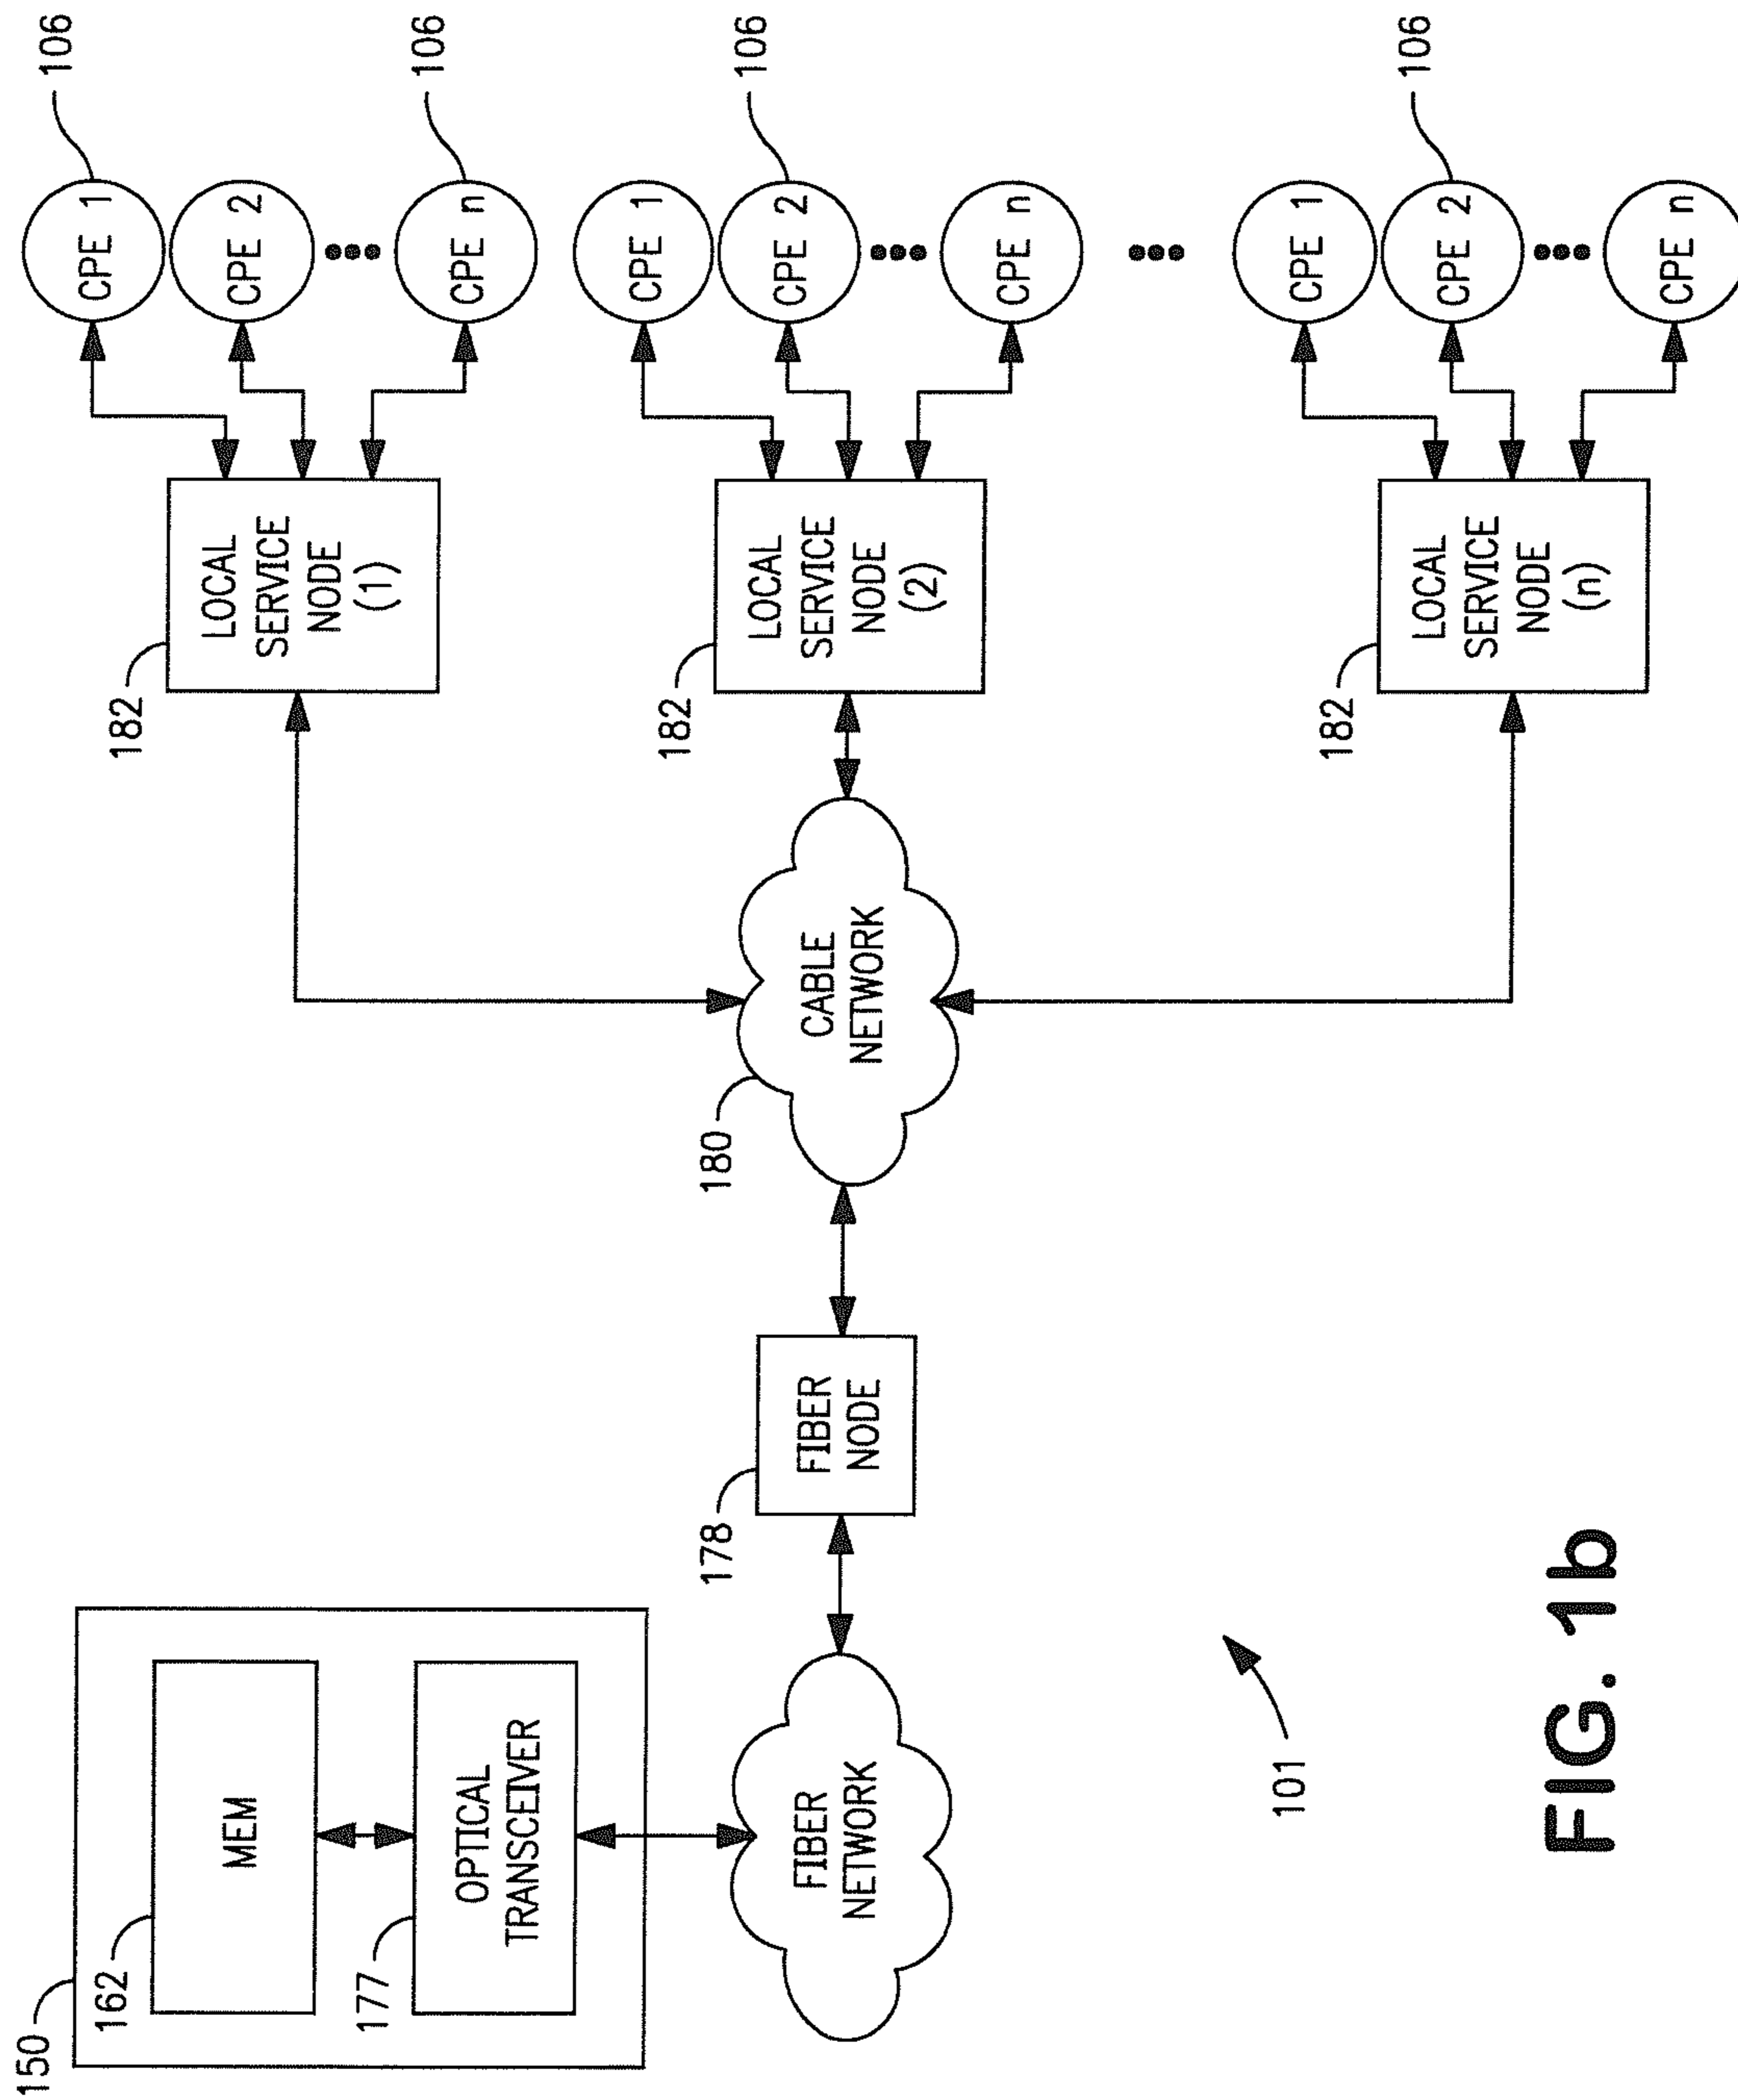 150
162
MEM
177
OPTICAL
TRANSCEIVER
FIBER
NETWORK
178
FIBER
NODE
180
CABLE
NETWORK
182
LOCAL
SERVICE
NODE
(1)
CPE 1
106
CPE 2
CPE n
106
182
LOCAL
SERVICE
NODE
(2)
CPE 1
CPE 2
106
CPE n
182
LOCAL
SERVICE
NODE
(n)
CPE 1
CPE 2
106
CPE n
101
FIG. 1b